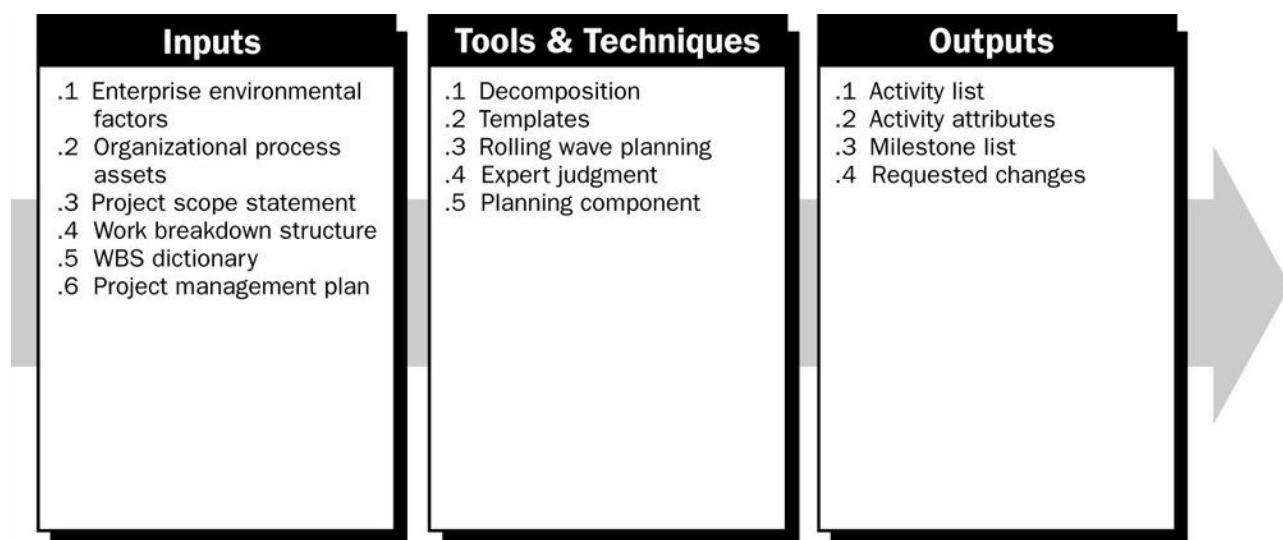 Inputs
.1 Enterprise environmental
factors
.2 Organizational process
assets
.3 Project scope statement
.4 Work breakdown structure
.5 WBS dictionary
.6 Project management plan
Tools & Techniques
.1 Decomposition
.2 Templates
.3 Rolling wave planning
.4 Expert judgment
.5 Planning component
Outputs
.1 Activity list
.2 Activity attributes
.3 Milestone list
.4 Requested changes